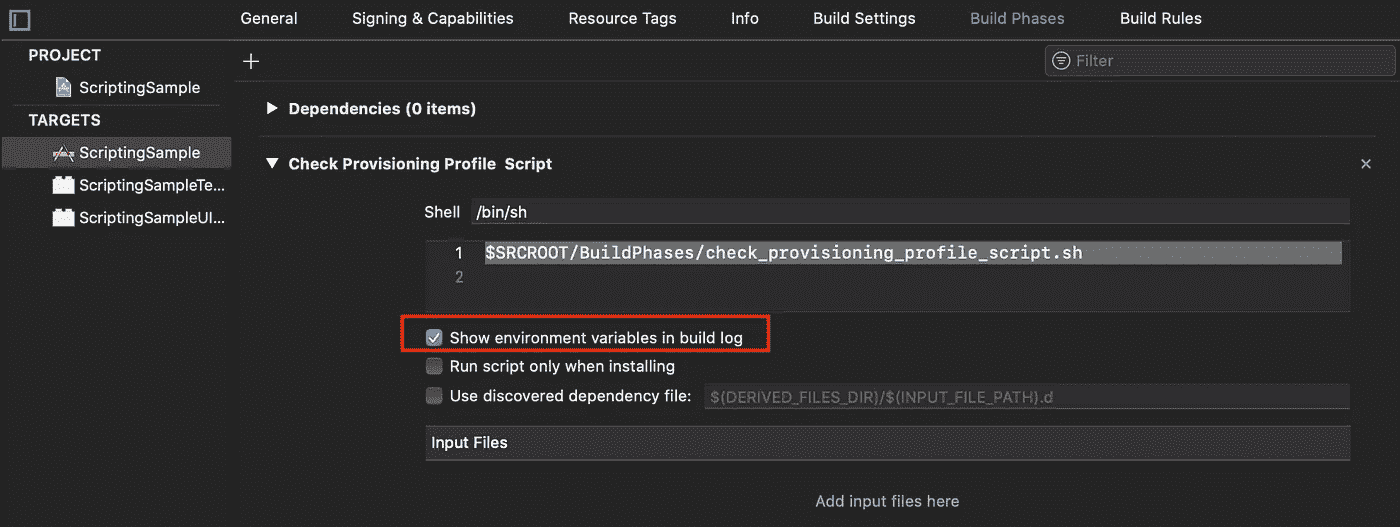 General Signing & Capabilities Resource Tags Info Build Settings Build Phases Build Rules
PROJECT
ScriptingSample
TARGETS
ScriptingSample
ScriptingSampleTe...
ScriptingSampleUI...
+
Filter
Dependencies (0 items)
Check Provisioning Profile Script
Shell /bin/sh
1 $SRCROOT/BuildPhases/check_provisioning_profile_script.sh
2
Show environment variables in build log
Run script only when installing
Use discovered dependency file: $(DERIVED_FILES_DIR)/$(INPUT_FILE_PATH).d
Input Files
Add input files here